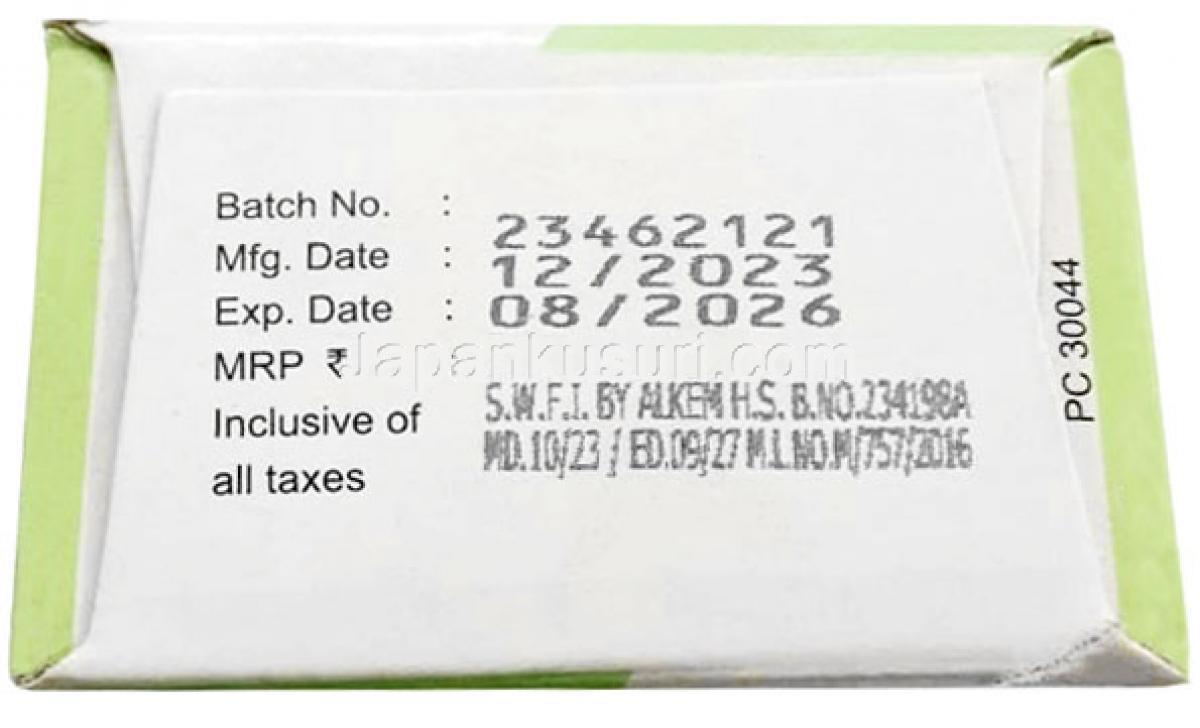 Batch No. : 23462121
Mfg. Date : 12/2023
Exp. Date : 08/2026
MRP ₹
Inclusive of
all taxes
S.W.F.I. BY ALKEM H.S. B.NO.234198A
MD.10/23 / ED.09/27 M.L.NO.M/757/2016
PC 30044
Japankusuri.com